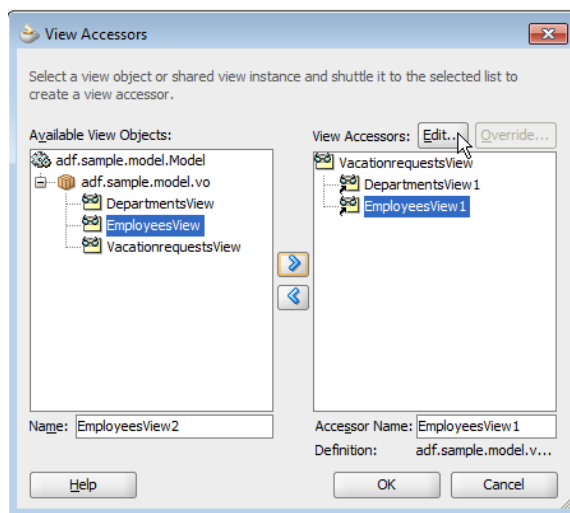 View Accessors
Select a view object or shared view instance and shuttle it to the selected list to
create a view accessor.
Available View Objects:
View Accessors: Edit... Override...
adf.sample.model.Model
adf.sample.model.vo
DepartmentsView
EmployeesView
VacationrequestsView
VacationrequestsView
DepartmentsView1
EmployeesView1
Name: EmployeesView2
Accessor Name: EmployeesView1
Definition: adf.sample.model.v...
Help
OK
Cancel